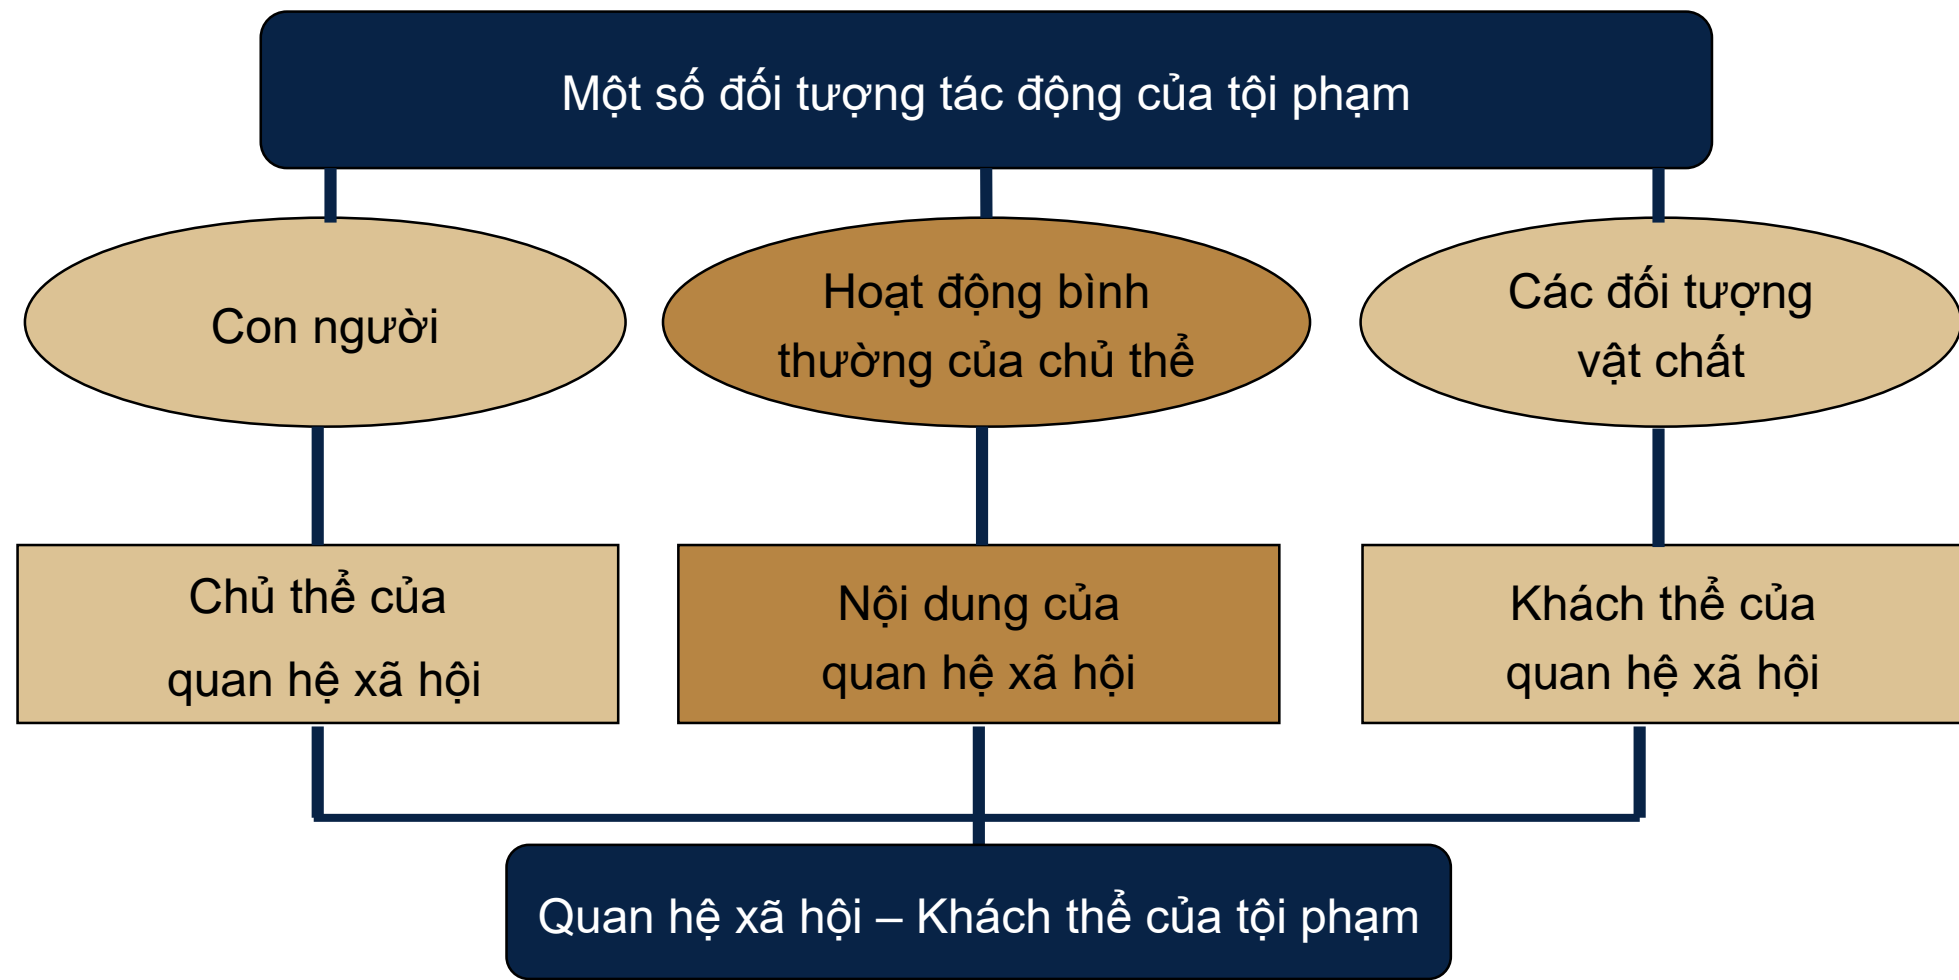 Một số đối tượng tác động của tội phạm
Con người
Hoạt động bình
thường của chủ thể
Các đối tượng
vật chất
Chủ thể của
quan hệ xã hội
Nội dung của
quan hệ xã hội
Khách thể của
quan hệ xã hội
Quan hệ xã hội – Khách thể của tội phạm